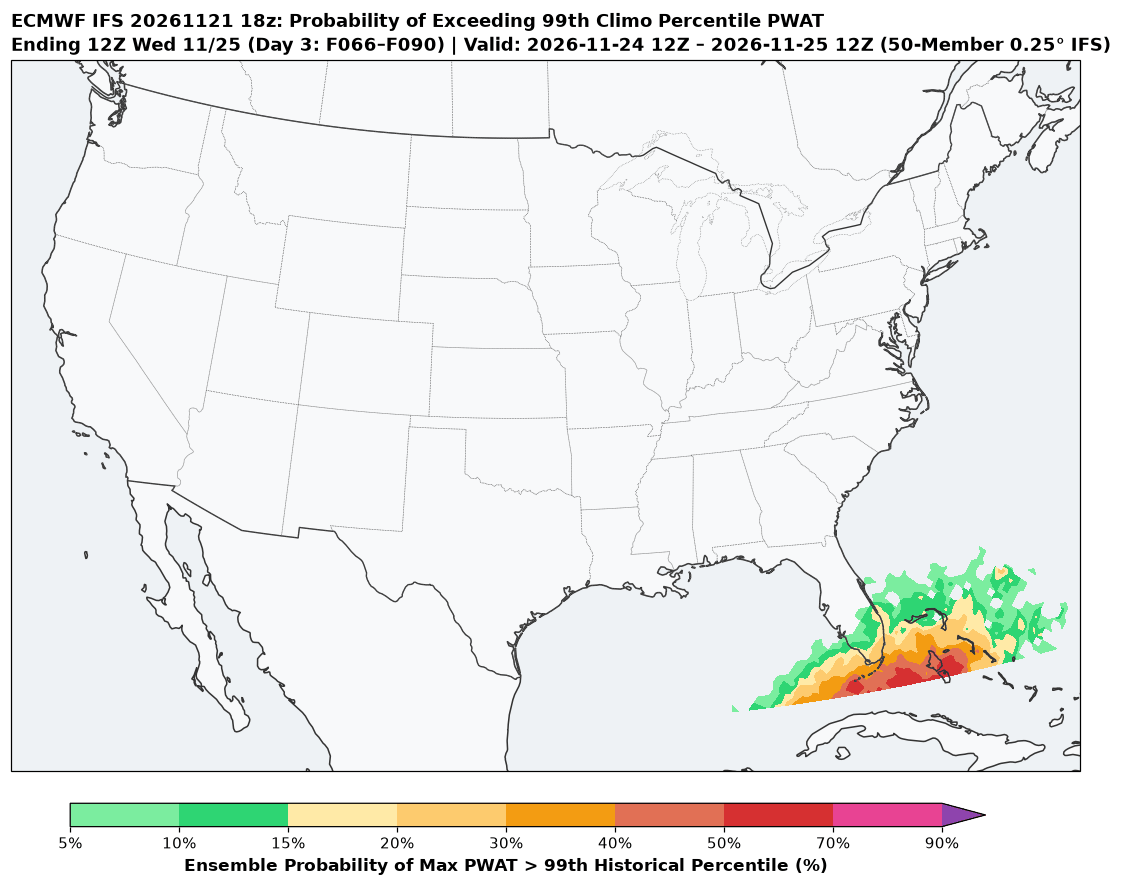 ECMWF IFS 20261121 18z: Probability of Exceeding 99th Climo Percentile PWAT
Ending 12Z Wed 11/25 (Day 3: F066–F090) | Valid: 2026-11-24 12Z – 2026-11-25 12Z (50-Member 0.25° IFS)
5% 10% 15% 20% 30% 40% 50% 70% 90%
Ensemble Probability of Max PWAT > 99th Historical Percentile (%)